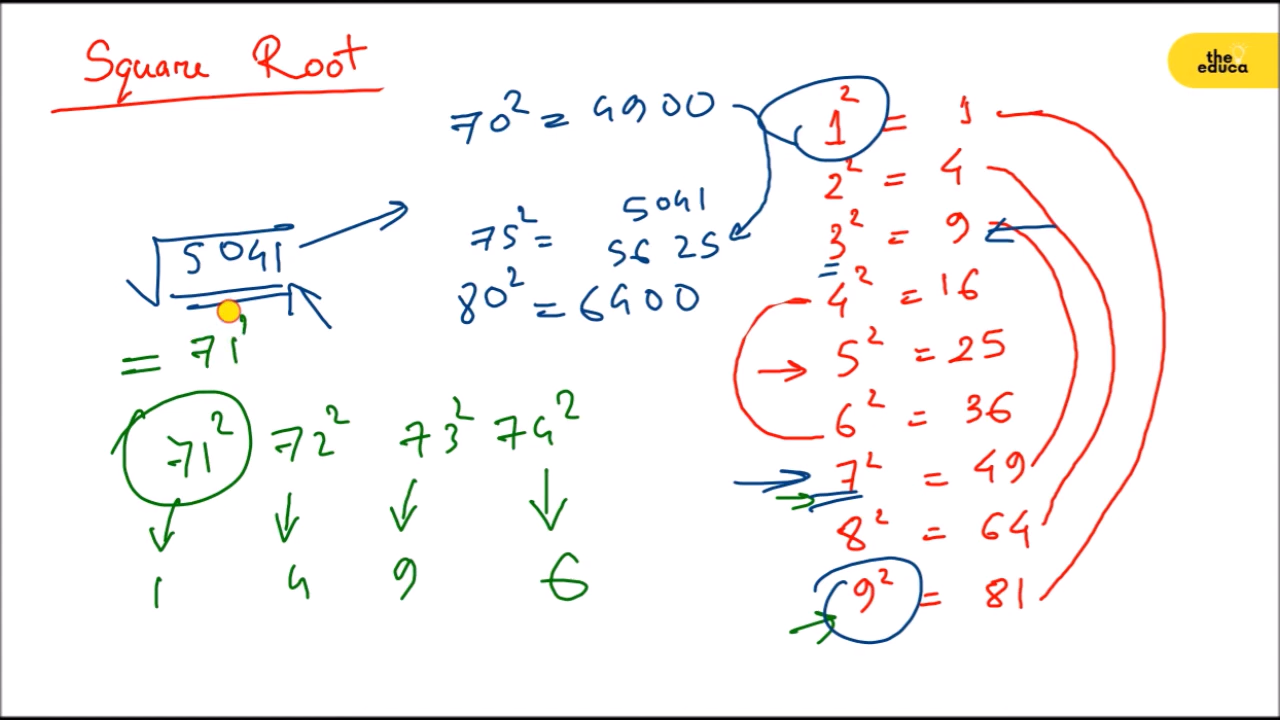 Square Root
the
educa
70² = 4900
5041
75² = 5625
80² = 6400
√5041
= 71
71² 72² 73² 74²
1 4 9 6
1² = 1
2² = 4
3² = 9
4² = 16
5² = 25
6² = 36
7² = 49
8² = 64
9² = 81